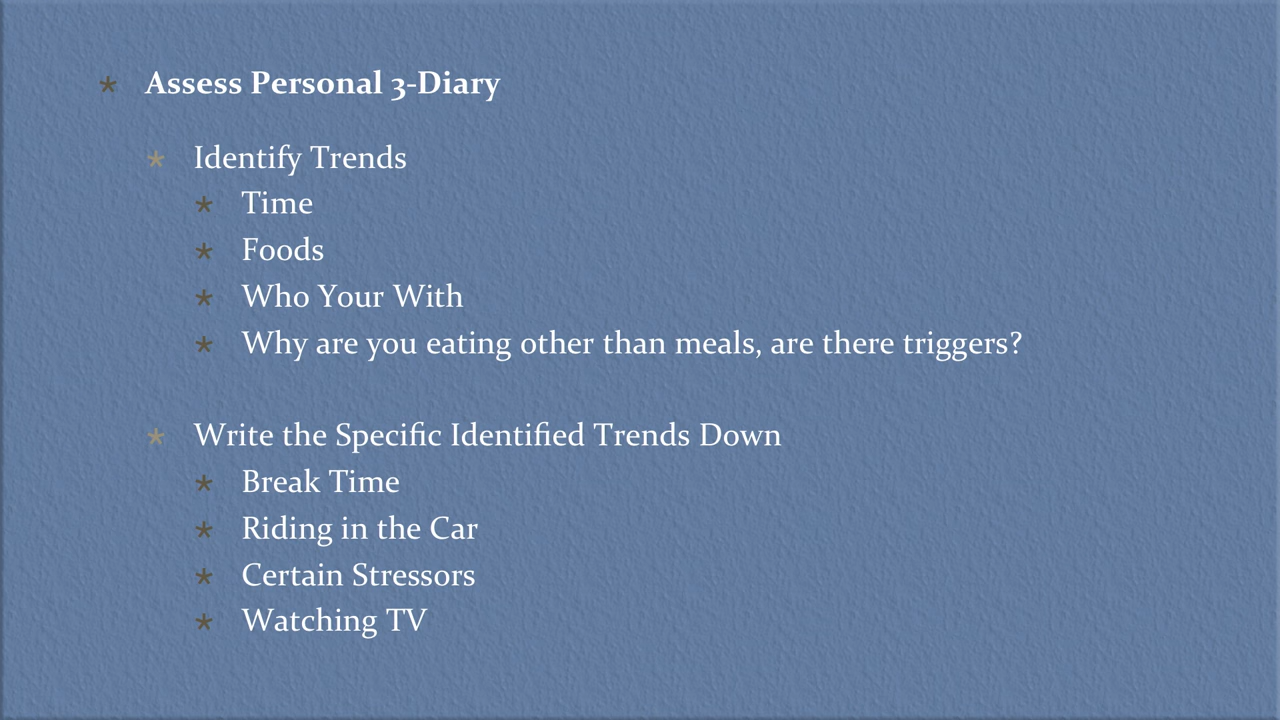 * Assess Personal 3-Diary
* Identify Trends
* Time
* Foods
* Who Your With
* Why are you eating other than meals, are there triggers?
* Write the Specific Identified Trends Down
* Break Time
* Riding in the Car
* Certain Stressors
* Watching TV